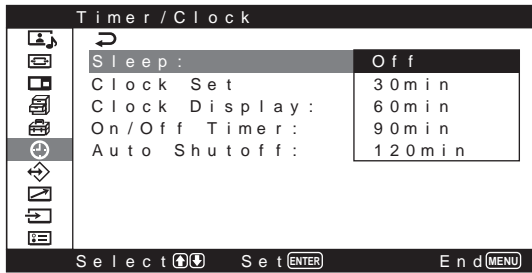 Timer/Clock
Sleep: Off
Clock Set 30min
Clock Display: 60min
On/Off Timer: 90min
Auto Shutoff: 120min
Select Set ENTER End MENU